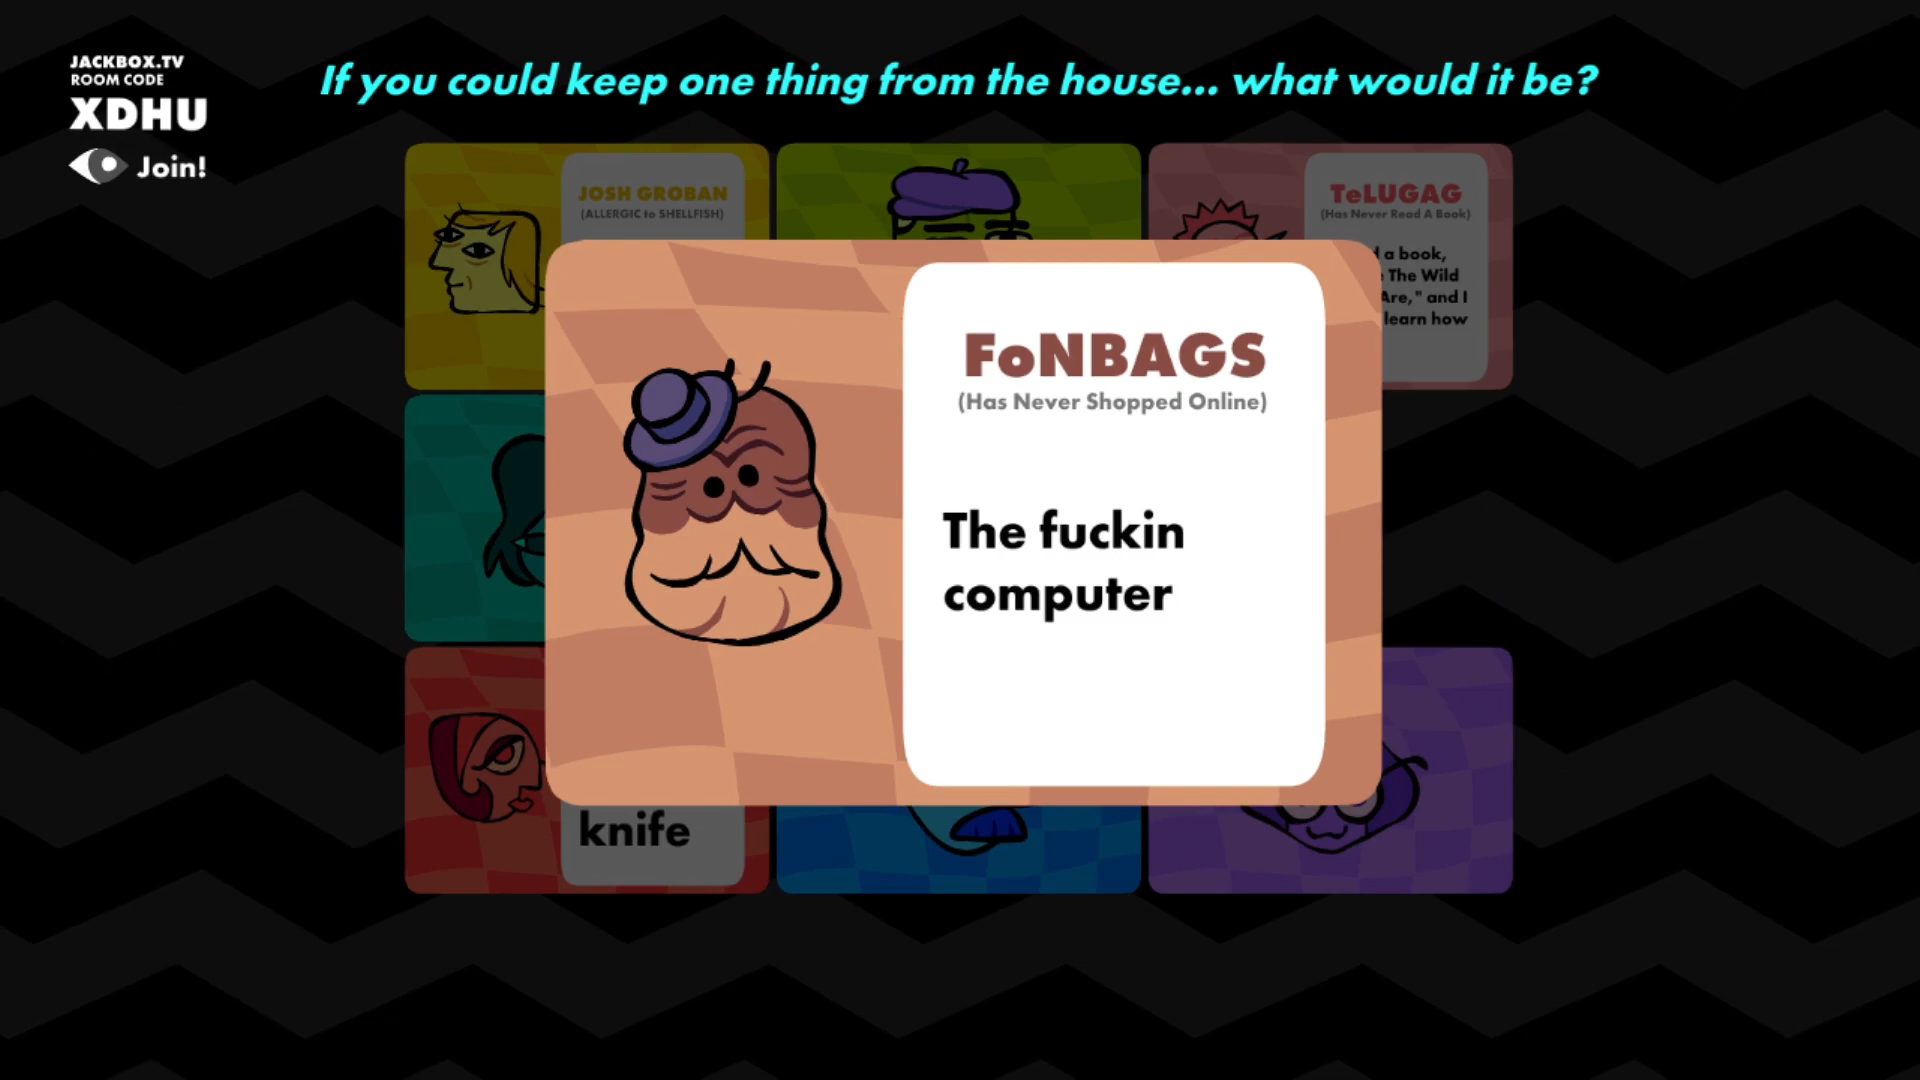 JACKBOX.TV
ROOM CODE
XDHU
Join!
If you could keep one thing from the house... what would it be?
JOSH GROBAN
(ALLERGIC to SHELLFISH)
TeLUGAG
(Has Never Read A Book)
a book,
The Wild
Are," and I
learn how
FoNBAGS
(Has Never Shopped Online)
The fuckin
computer
knife